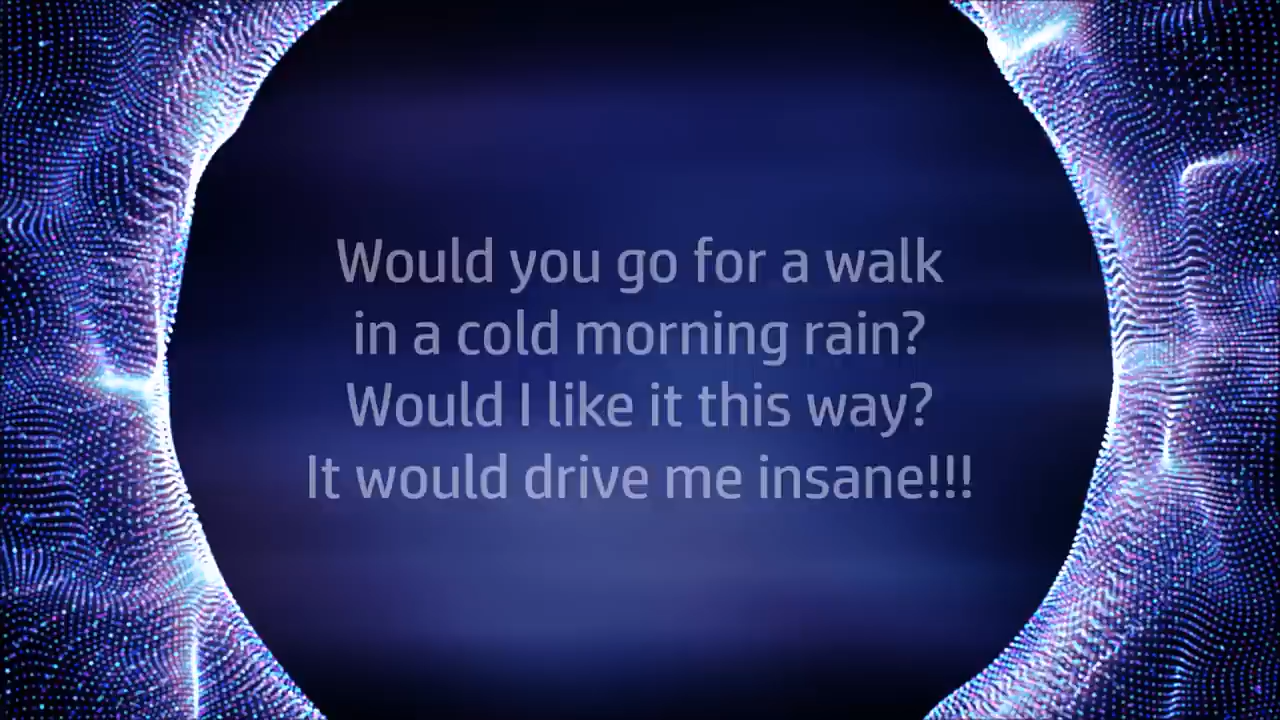 Would you go for a walk
in a cold morning rain?
Would I like it this way?
It would drive me insane!!!